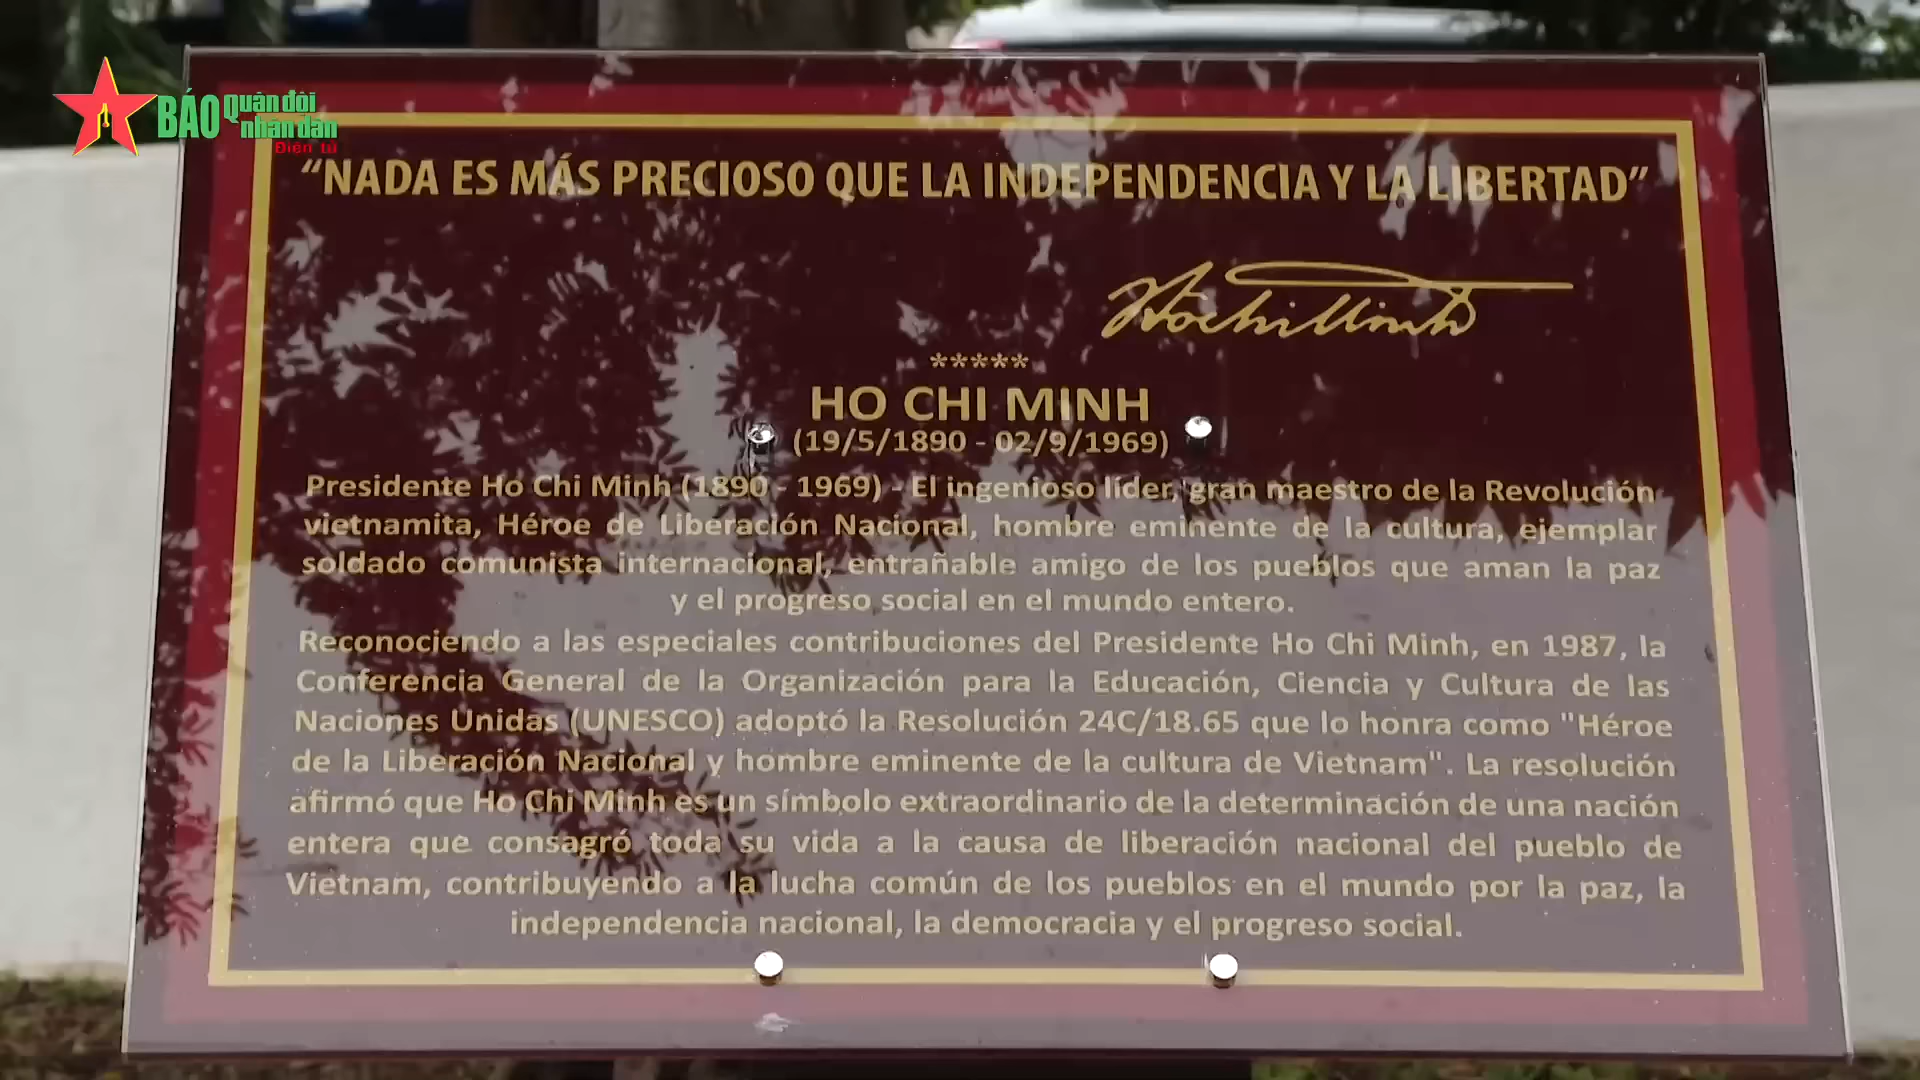 BÁO Quân đội
nhân dân
Điện tử
“NADA ES MÁS PRECIOSO QUE LA INDEPENDENCIA Y LA LIBERTAD”
Hochiminh
*****
HO CHI MINH
(19/5/1890 - 02/9/1969)
Presidente Ho Chi Minh (1890 - 1969) - El ingenioso líder, gran maestro de la Revolución
vietnamita, Héroe de Liberación Nacional, hombre eminente de la cultura, ejemplar
soldado comunista internacional, entrañable amigo de los pueblos que aman la paz
y el progreso social en el mundo entero.
Reconociendo a las especiales contribuciones del Presidente Ho Chi Minh, en 1987, la
Conferencia General de la Organización para la Educación, Ciencia y Cultura de las
Naciones Unidas (UNESCO) adoptó la Resolución 24C/18.65 que lo honra como "Héroe
de la Liberación Nacional y hombre eminente de la cultura de Vietnam". La resolución
afirmó que Ho Chi Minh es un símbolo extraordinario de la determinación de una nación
entera que consagró toda su vida a la causa de liberación nacional del pueblo de
Vietnam, contribuyendo a la lucha común de los pueblos en el mundo por la paz, la
independencia nacional, la democracia y el progreso social.